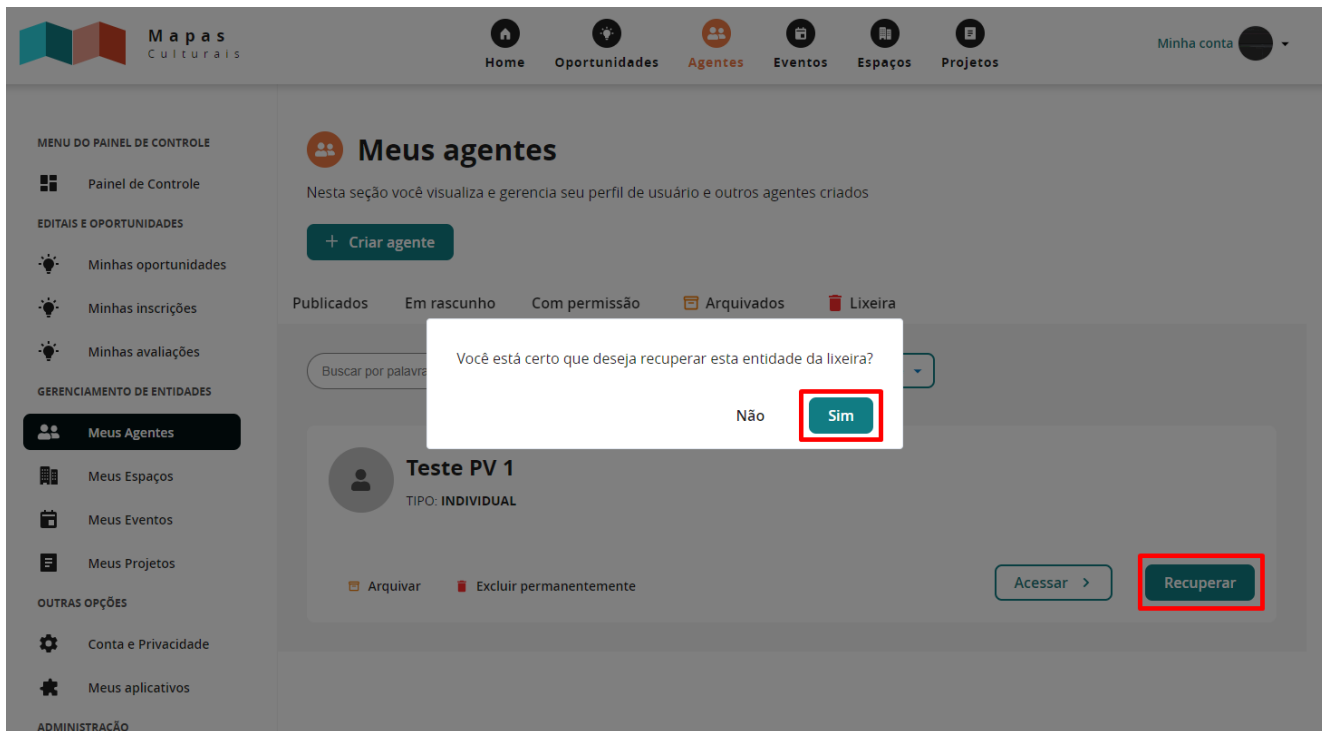 Mapas
Culturais
Home
Oportunidades
Agentes
Eventos
Espaços
Projetos
Minha conta
MENU DO PAINEL DE CONTROLE
Painel de Controle
EDITAIS E OPORTUNIDADES
Minhas oportunidades
Minhas inscrições
Minhas avaliações
GERENCIAMENTO DE ENTIDADES
Meus Agentes
Meus Espaços
Meus Eventos
Meus Projetos
OUTRAS OPÇÕES
Conta e Privacidade
Meus aplicativos
ADMINISTRAÇÃO
Meus agentes
Nesta seção você visualiza e gerencia seu perfil de usuário e outros agentes criados
+ Criar agente
Publicados
Em rascunho
Com permissão
Arquivados
Lixeira
Buscar por palavra
Você está certo que deseja recuperar esta entidade da lixeira?
Não
Sim
Teste PV 1
TIPO: INDIVIDUAL
Arquivar
Excluir permanentemente
Acessar >
Recuperar